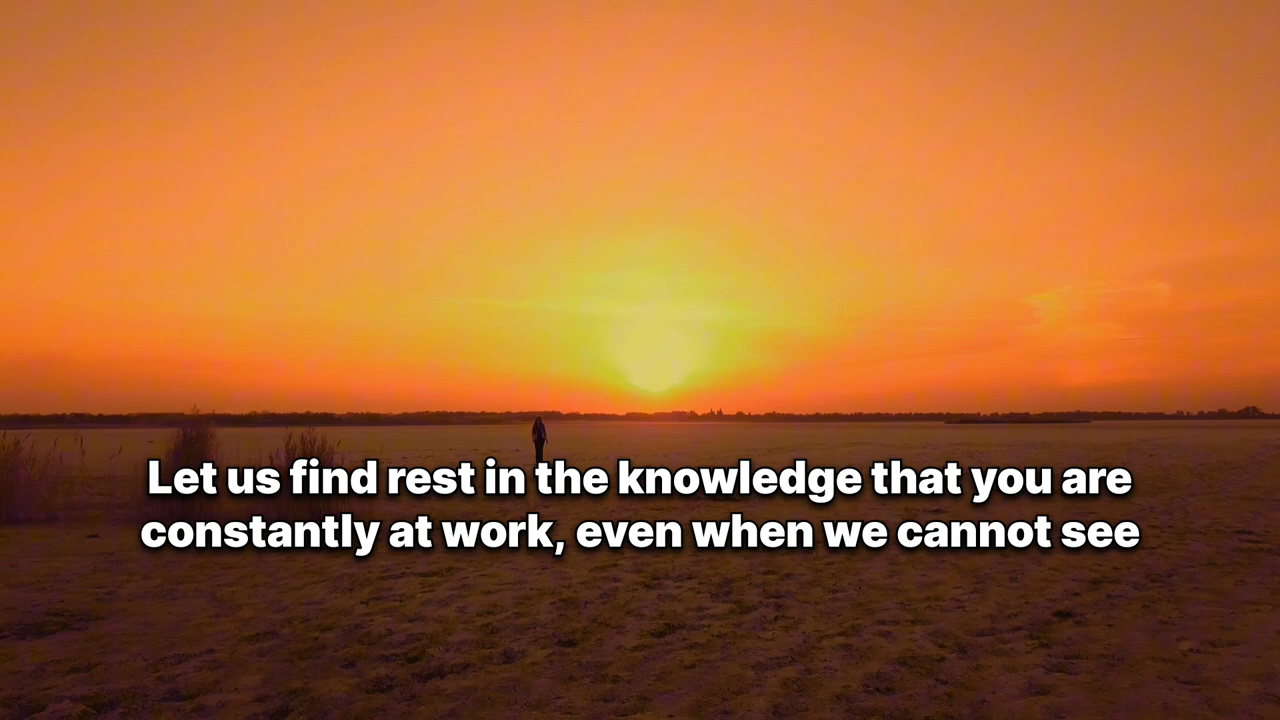 Let us find rest in the knowledge that you are
constantly at work, even when we cannot see